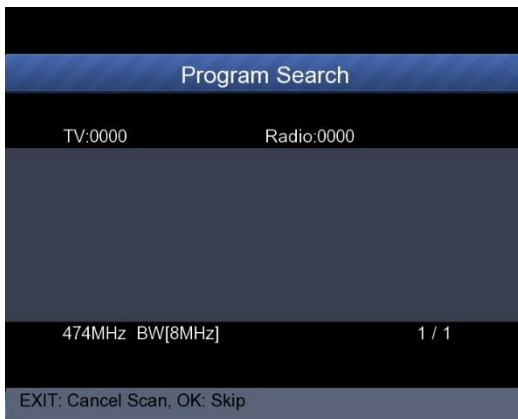 Program Search
TV:0000 Radio:0000
474MHz BW[8MHz] 1 / 1
EXIT: Cancel Scan, OK: Skip